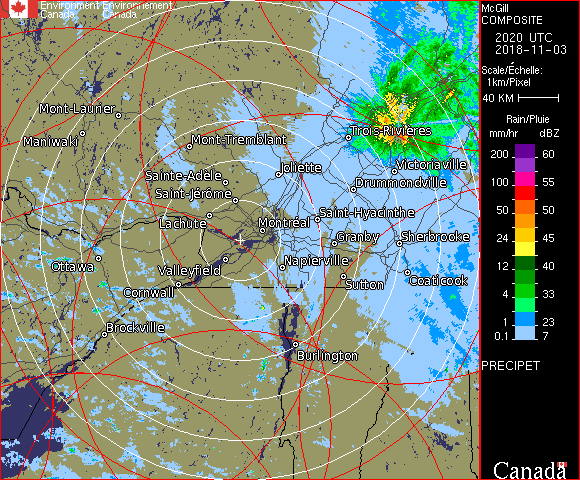 Environment Environnement
Canada Canada
Mont-Laurier
Maniwaki
Mont-Tremblant
Trois-Rivières
Joliette
Victoriaville
Sainte-Adèle
Drummondville
Saint-Jérôme
Saint-Hyacinthe
Lachute
Montréal
Granby
Sherbrooke
Ottawa
Valleyfield
Napierville
Cornwall
Sutton
Coaticook
Brockville
Burlington
McGill
COMPOSITE
2020 UTC
2018-11-03
Scale/Échelle:
1km/Pixel
40 KM
Rain/Pluie
mm/hr dBZ
200 60
150 57
100 55
50 50
24 45
12 40
4 33
1 23
0.1 7
PRECIPET
Canada